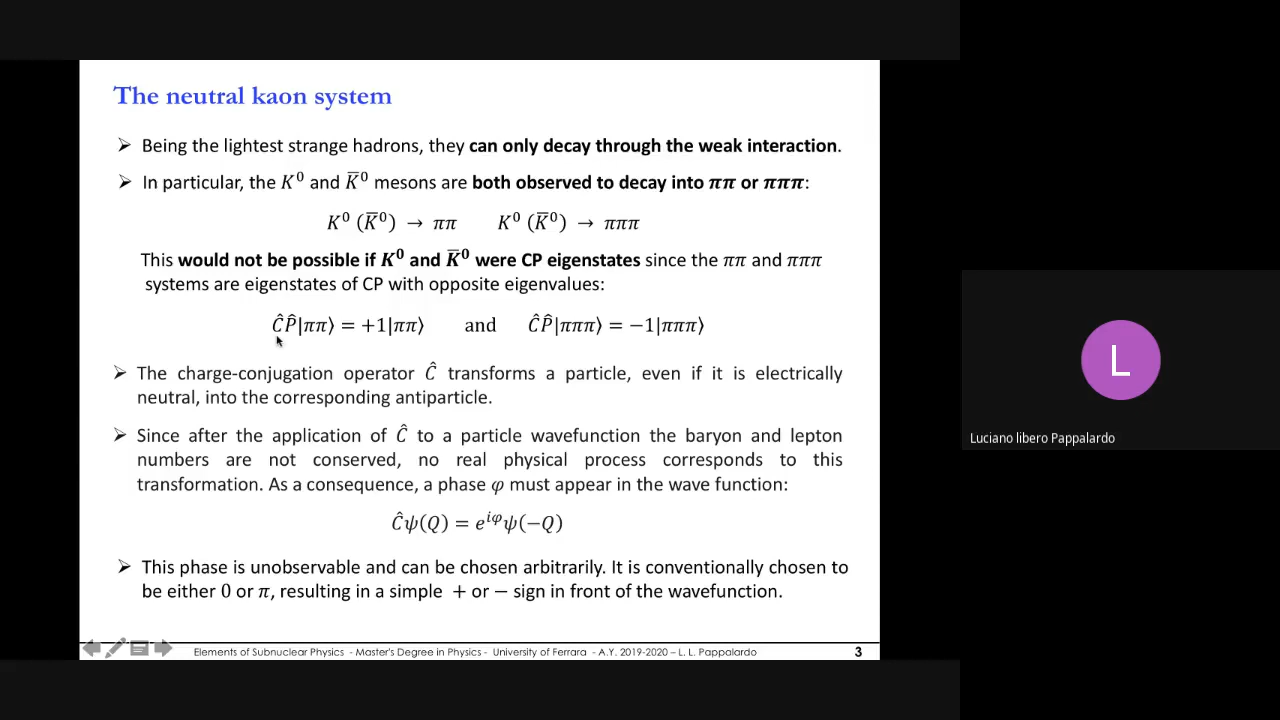 The neutral kaon system
➢ Being the lightest strange hadrons, they can only decay through the weak interaction.
➢ In particular, the K⁰ and K̅⁰ mesons are both observed to decay into ππ or πππ:
K⁰ (K̅⁰) → ππ K⁰ (K̅⁰) → πππ
This would not be possible if K⁰ and K̅⁰ were CP eigenstates since the ππ and πππ
systems are eigenstates of CP with opposite eigenvalues:
ĈP̂|ππ⟩ = +1|ππ⟩ and ĈP̂|πππ⟩ = −1|πππ⟩
➢ The charge-conjugation operator Ĉ transforms a particle, even if it is electrically
neutral, into the corresponding antiparticle.
➢ Since after the application of Ĉ to a particle wavefunction the baryon and lepton
numbers are not conserved, no real physical process corresponds to this
transformation. As a consequence, a phase φ must appear in the wave function:
Ĉψ(Q) = e^{iφ}ψ(−Q)
➢ This phase is unobservable and can be chosen arbitrarily. It is conventionally chosen to
be either 0 or π, resulting in a simple + or − sign in front of the wavefunction.
Elements of Subnuclear Physics - Master's Degree in Physics - University of Ferrara - A.Y. 2019-2020 – L. L. Pappalardo 3
L
Luciano libero Pappalardo